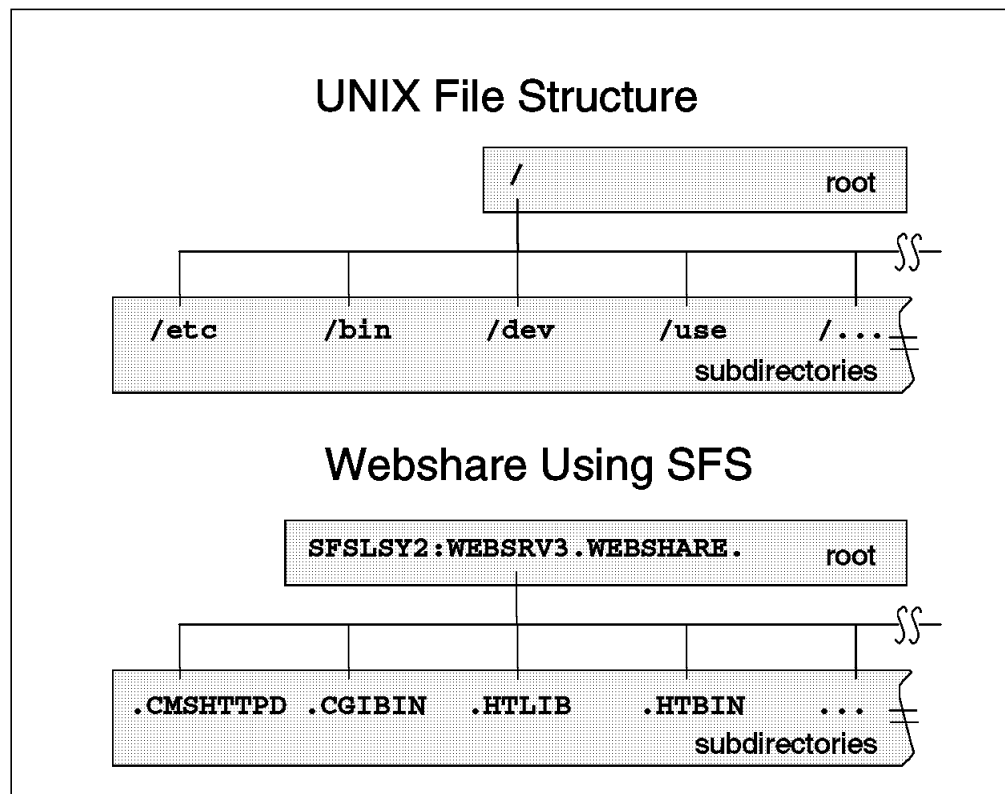 UNIX File Structure
/ root
/etc /bin /dev /use /...
subdirectories
Webshare Using SFS
SFSLSY2:WEBSRV3.WEBSHARE. root
.CMSHTTPD .CGIBIN .HTLIB .HTBIN ...
subdirectories